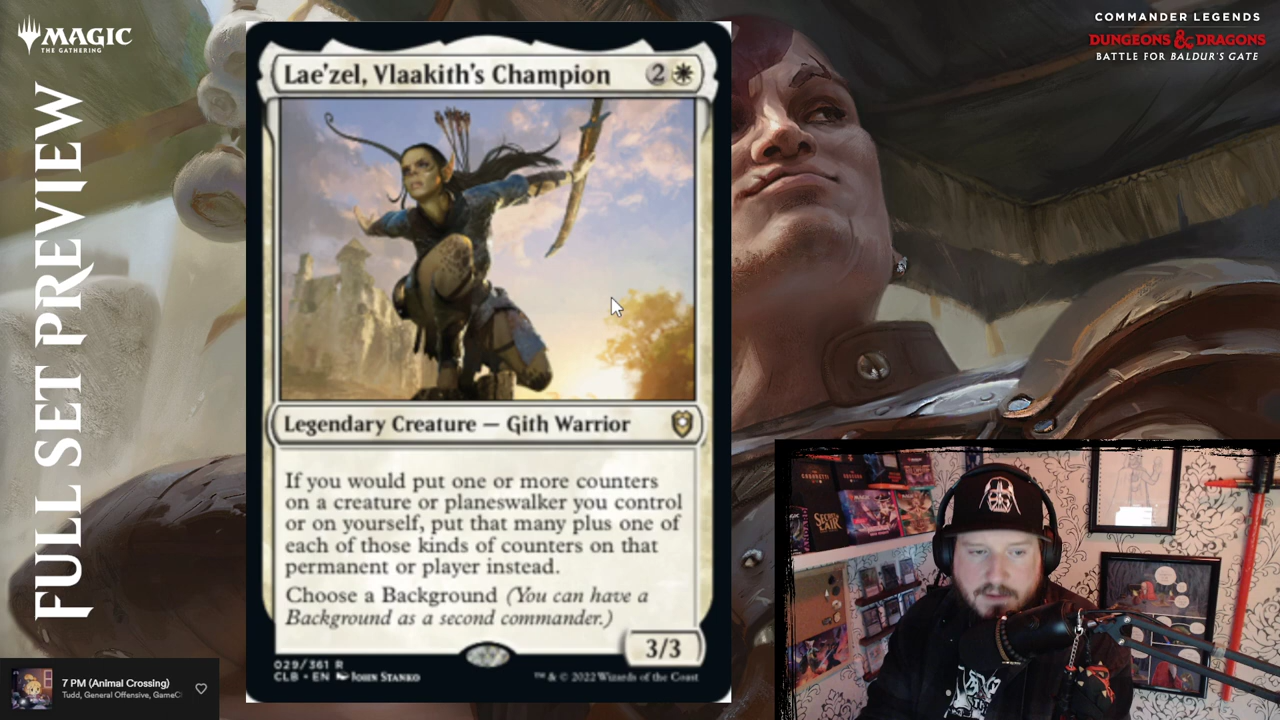 MAGIC
THE GATHERING
FULL SET PREVIEW
COMMANDER LEGENDS
DUNGEONS & DRAGONS
BATTLE FOR BALDUR'S GATE
Lae'zel, Vlaakith's Champion 2
Legendary Creature — Gith Warrior
If you would put one or more counters
on a creature or planeswalker you control
or on yourself, put that many plus one of
each of those kinds of counters on that
permanent or player instead.
Choose a Background (You can have a
Background as a second commander.)
3/3
029/361 R
CLB • EN JOHN STANKO
™ & © 2022 Wizards of the Coast
7 PM (Animal Crossing)
Tudd, General Offensive, GameC
SECRET
LAIR